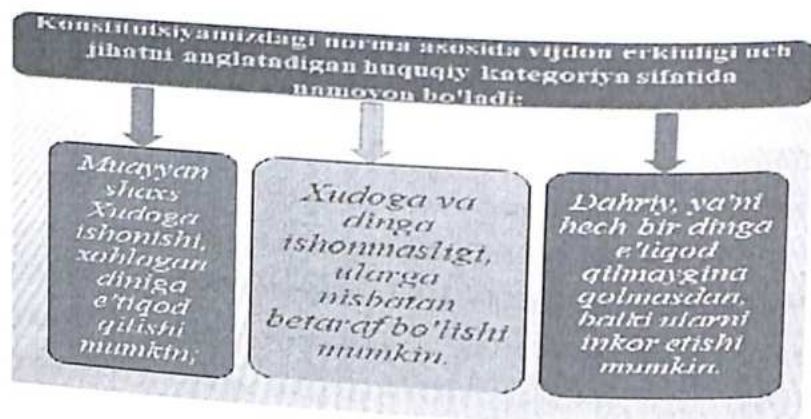 Konstitutsiyamizdagi norma asosida vijdon erkinligi uch
jihatni anglatadigan huquqiy kategoriya sifatida
namoyon bo'ladi:
Muayyan
shaxs
Xudoga
ishonishi,
xohlagan
diniga
e'tiqod
qilishi
mumkin;
Xudoga va
dinga
ishonmasligi,
ularga
nisbatan
betaraf bo'lishi
mumkin.
Dahriy, ya'ni
hech bir dinga
e'tiqod
qilmaygina
qolmasdan,
balki ularni
inkor etishi
mumkin.